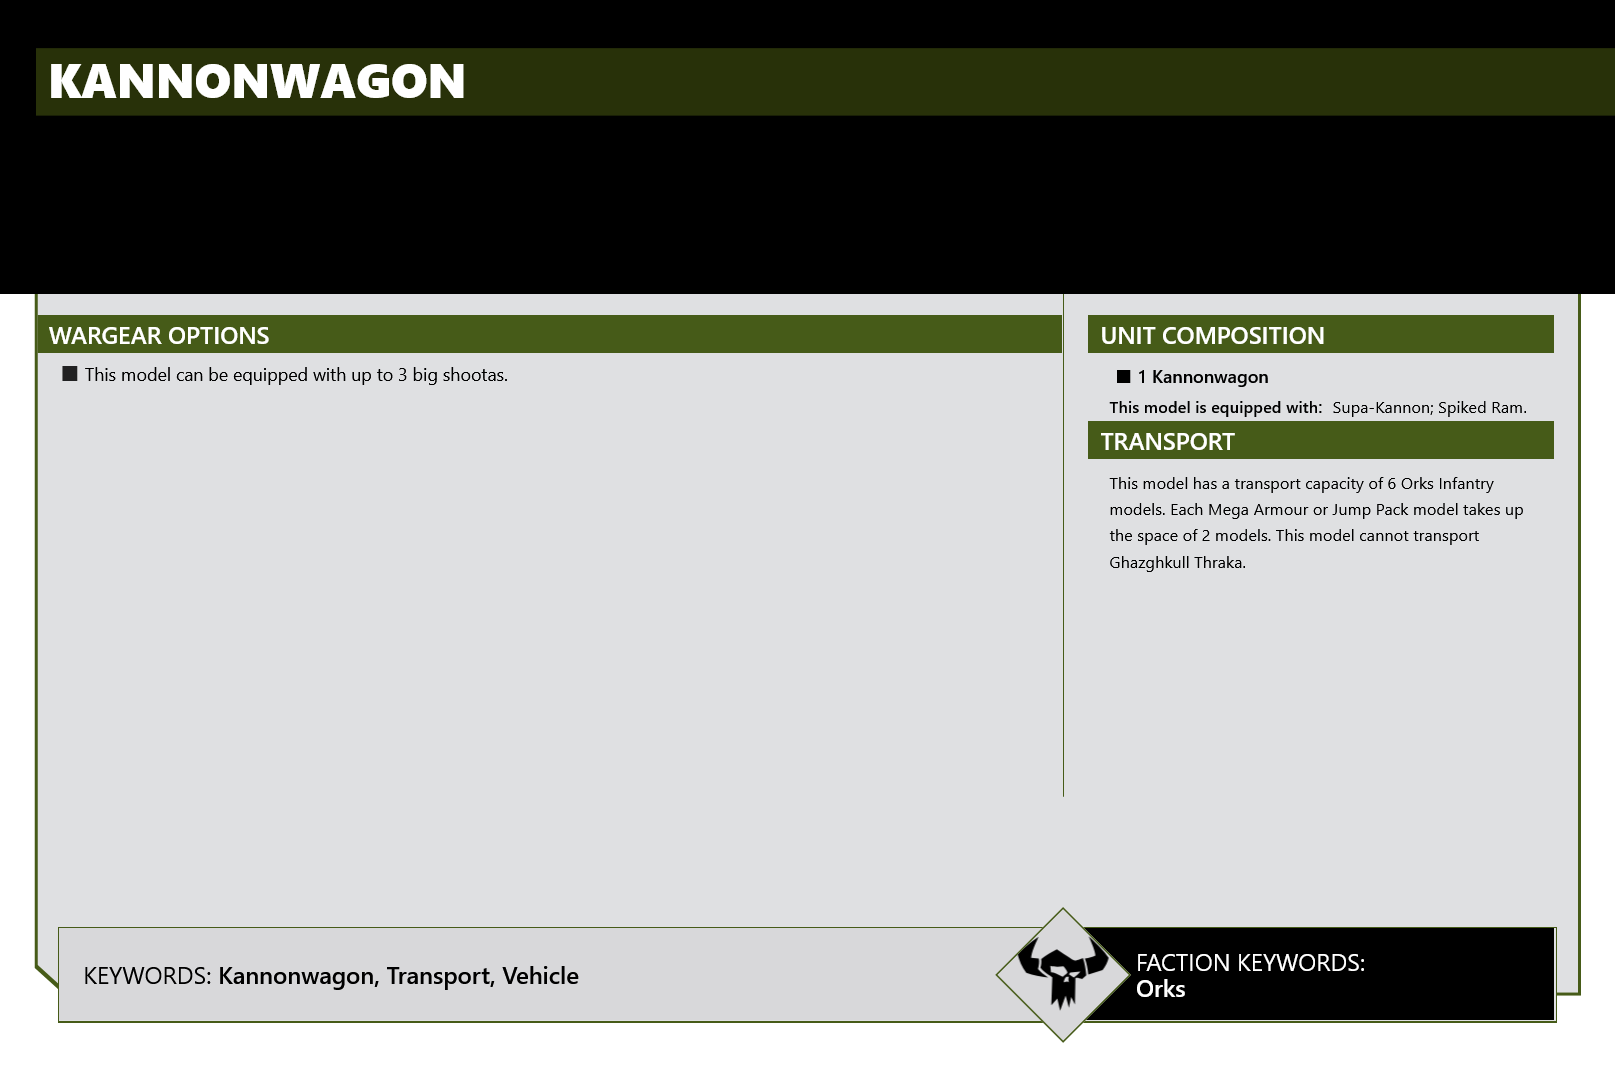 KANNONWAGON
WARGEAR OPTIONS
■ This model can be equipped with up to 3 big shootas.
UNIT COMPOSITION
■ 1 Kannonwagon
This model is equipped with: Supa-Kannon; Spiked Ram.
TRANSPORT
This model has a transport capacity of 6 Orks Infantry
models. Each Mega Armour or Jump Pack model takes up
the space of 2 models. This model cannot transport
Ghazghkull Thraka.
KEYWORDS: Kannonwagon, Transport, Vehicle
FACTION KEYWORDS:
Orks